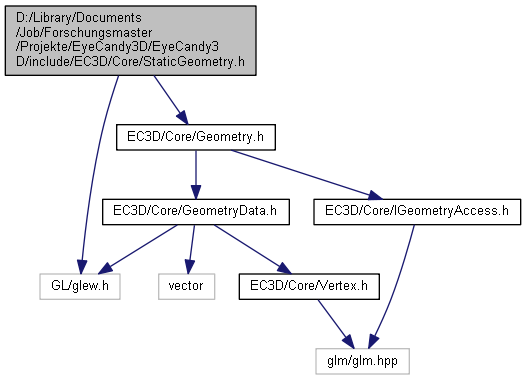 D:/Library/Documents
/Job/Forschungsmaster
/Projekte/EyeCandy3D/EyeCandy3
D/include/EC3D/Core/StaticGeometry.h
EC3D/Core/Geometry.h
EC3D/Core/GeometryData.h
EC3D/Core/IGeometryAccess.h
GL/glew.h
vector
EC3D/Core/Vertex.h
glm/glm.hpp